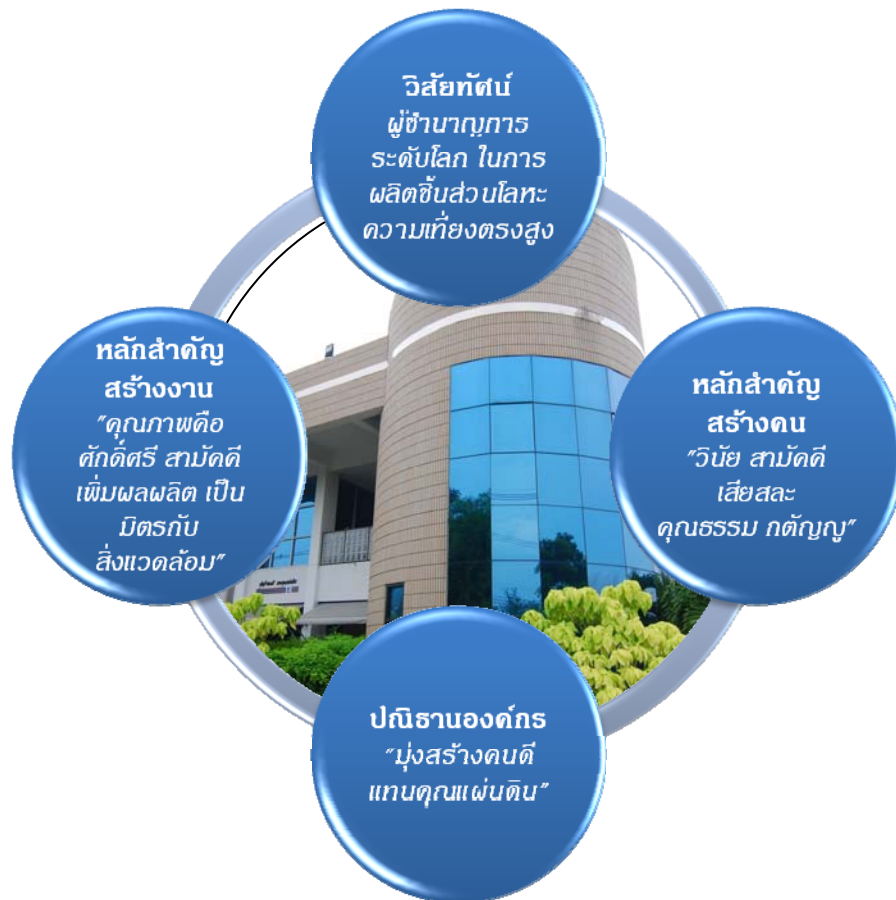 วิสัยทัศน์
ผู้ชำนาญการ
ระดับโลก ในการ
ผลิตชิ้นส่วนโลหะ
ความเที่ยงตรงสูง
หลักสำคัญ
สร้างงาน
"คุณภาพคือ
ศักดิ์ศรี สามัคคี
เพิ่มผลผลิต เป็น
มิตรกับ
สิ่งแวดล้อม"
หลักสำคัญ
สร้างคน
"วินัย สามัคคี
เสียสละ
คุณธรรม กตัญญู"
ปณิธานองค์กร
"มุ่งสร้างคนดี
แทนคุณแผ่นดิน"